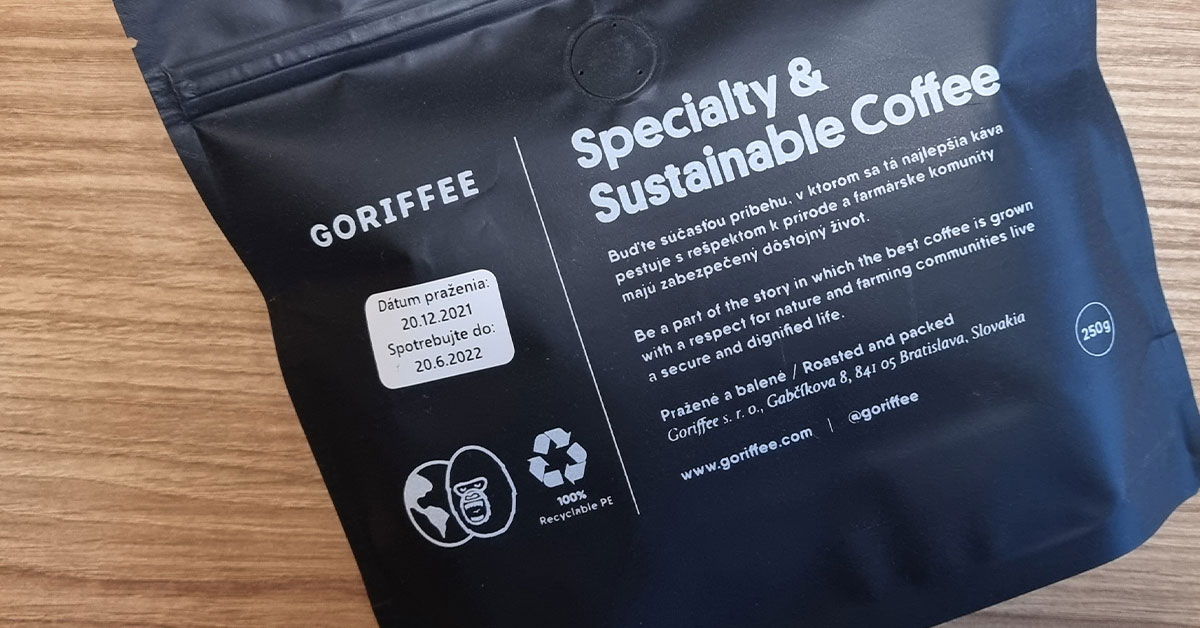 GORIFFEE
Dátum praženia:
20.12.2021
Spotrebujte do:
20.6.2022
100%
Recyclable PE
Specialty &
Sustainable Coffee
Buďte súčasťou príbehu, v ktorom sa tá najlepšia káva
pestuje s rešpektom k prírode a farmárske komunity
majú zabezpečený dôstojný život.
Be a part of the story in which the best coffee is grown
with a respect for nature and farming communities live
a secure and dignified life.
Pražené a balené / Roasted and packed
Goriffee s. r. o., Gabčíkova 8, 841 05 Bratislava, Slovakia
www.goriffee.com | @goriffee
250g